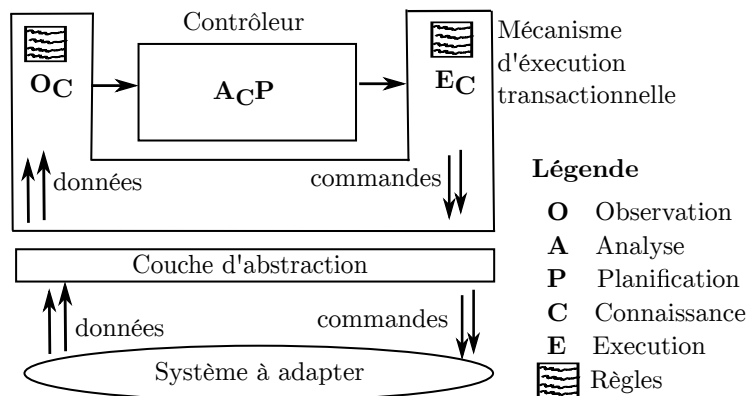 Contrôleur
Mécanisme
d'éxecution
transactionnelle
OC
ACP
EC
données
commandes
Couche d'abstraction
données
commandes
Système à adapter
Légende
O Observation
A Analyse
P Planification
C Connaissance
E Execution
Règles